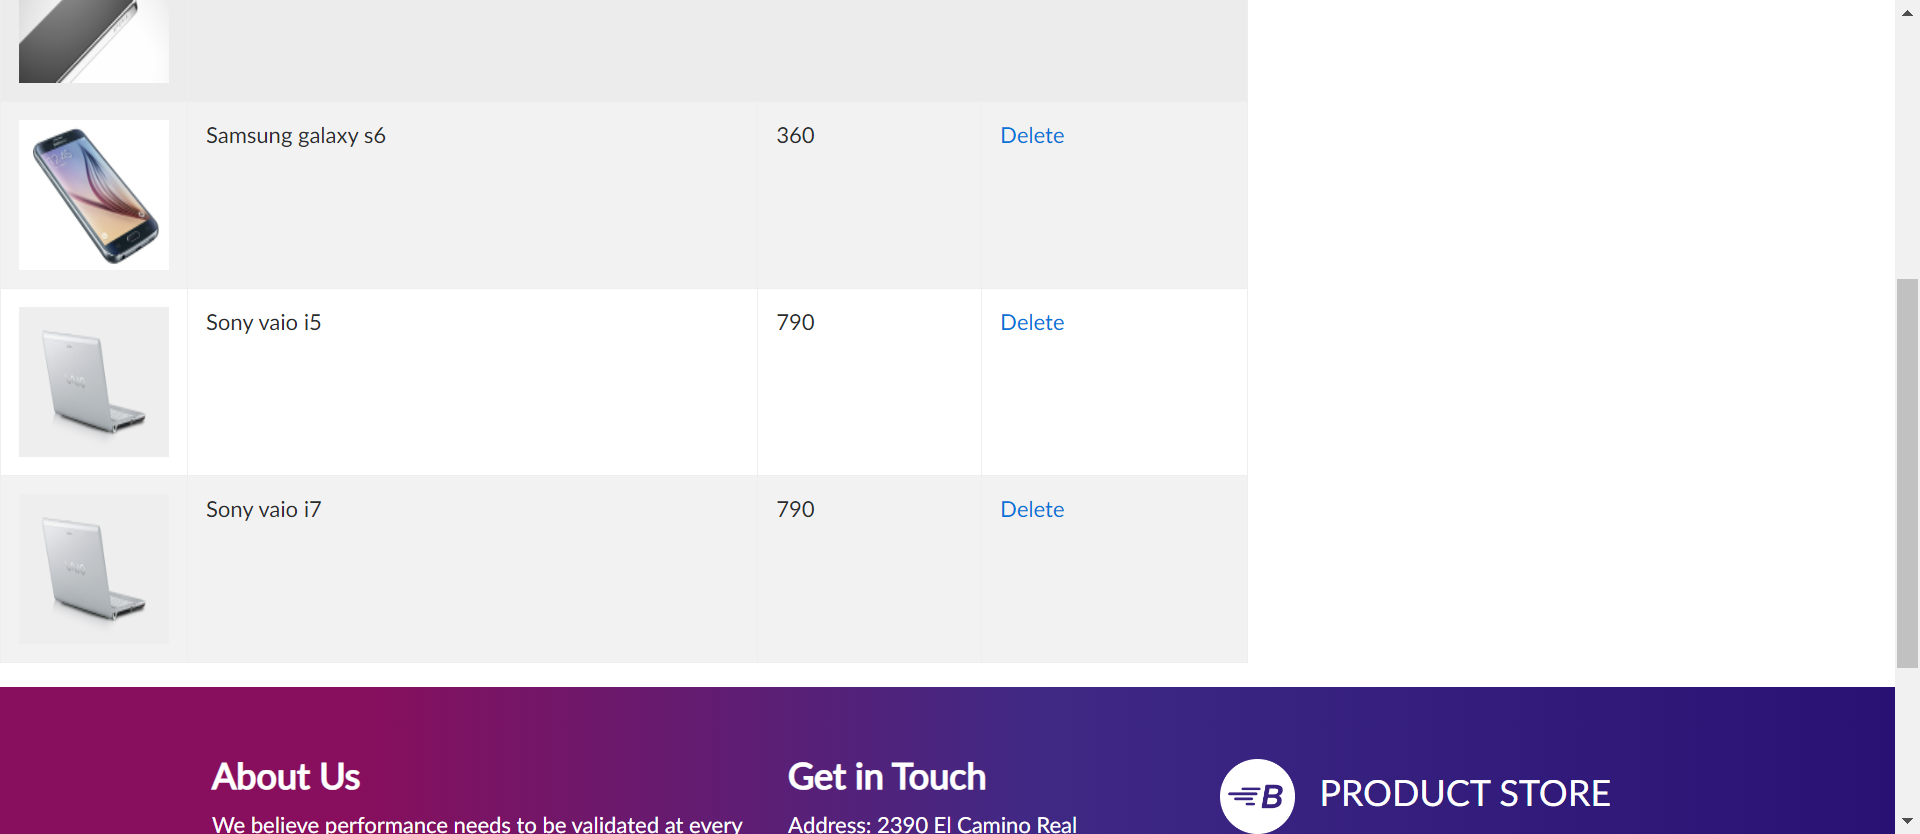 Samsung galaxy s6 360 Delete
Sony vaio i5 790 Delete
Sony vaio i7 790 Delete
About Us
We believe performance needs to be validated at every
Get in Touch
Address: 2390 El Camino Real
B PRODUCT STORE